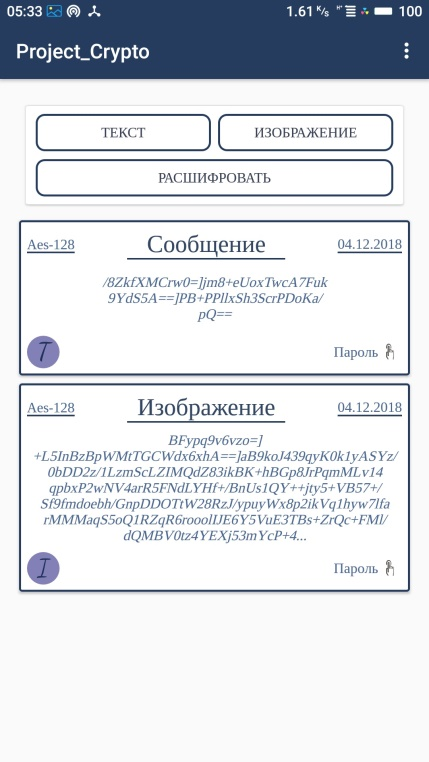 05:33 1.61 K/s H+ 100
Project_Crypto
ТЕКСТ ИЗОБРАЖЕНИЕ
РАСШИФРОВАТЬ
Aes-128 Сообщение 04.12.2018
/8ZkfXMCrw0=]jm8+eUoxTwcA7Fuk
9YdS5A==]PB+PPllxSh3ScrPDoKa/
pQ==
T Пароль
Aes-128 Изображение 04.12.2018
BFypq9v6vzo=]
+L5InBzBpWMtTGCWdx6xhA==]aB9koJ439qyK0k1yASYz/
0bDD2z/1LzmScLZIMQdZ83ikBK+hBGp8JrPqmMLv14
qpbxP2wNV4arR5FNdLYHf+/BnUs1QY++jty5+VB57+/
Sf9fmdoebh/GnpDDOTtW28RzJ/ypuyWx8p2ikVq1hyw7lfa
rMMMaqS5oQ1RZqR6rooolIJE6Y5VuE3TBs+ZrQc+FMl/
dQMBV0tz4YEXj53mYcP+4...
I Пароль